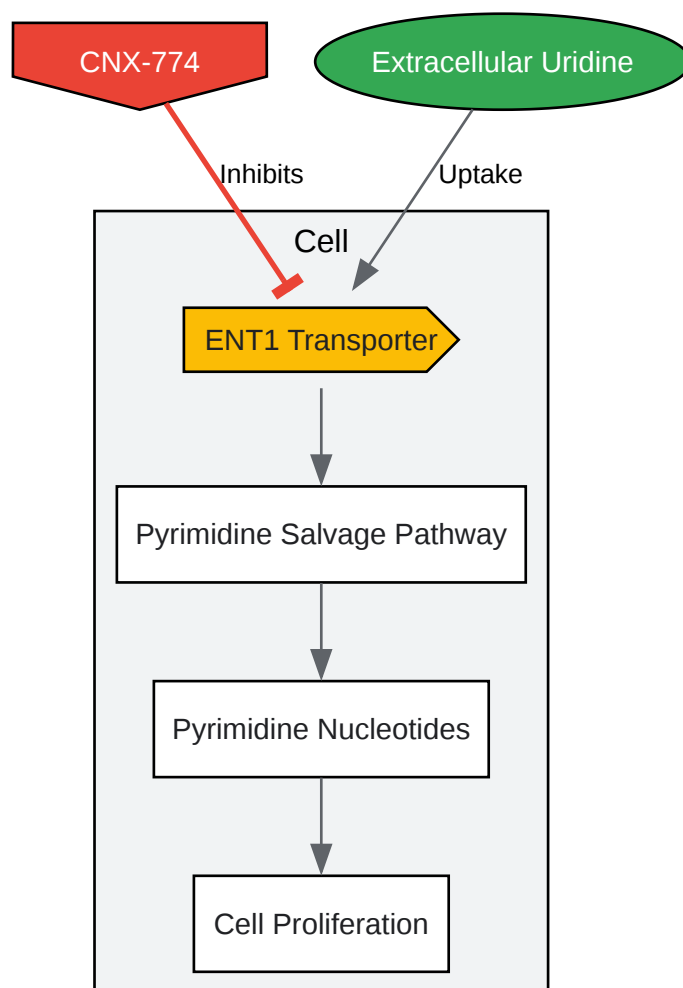 CNX-774
Extracellular Uridine
Inhibits
Uptake
Cell
ENT1 Transporter
Pyrimidine Salvage Pathway
Pyrimidine Nucleotides
Cell Proliferation